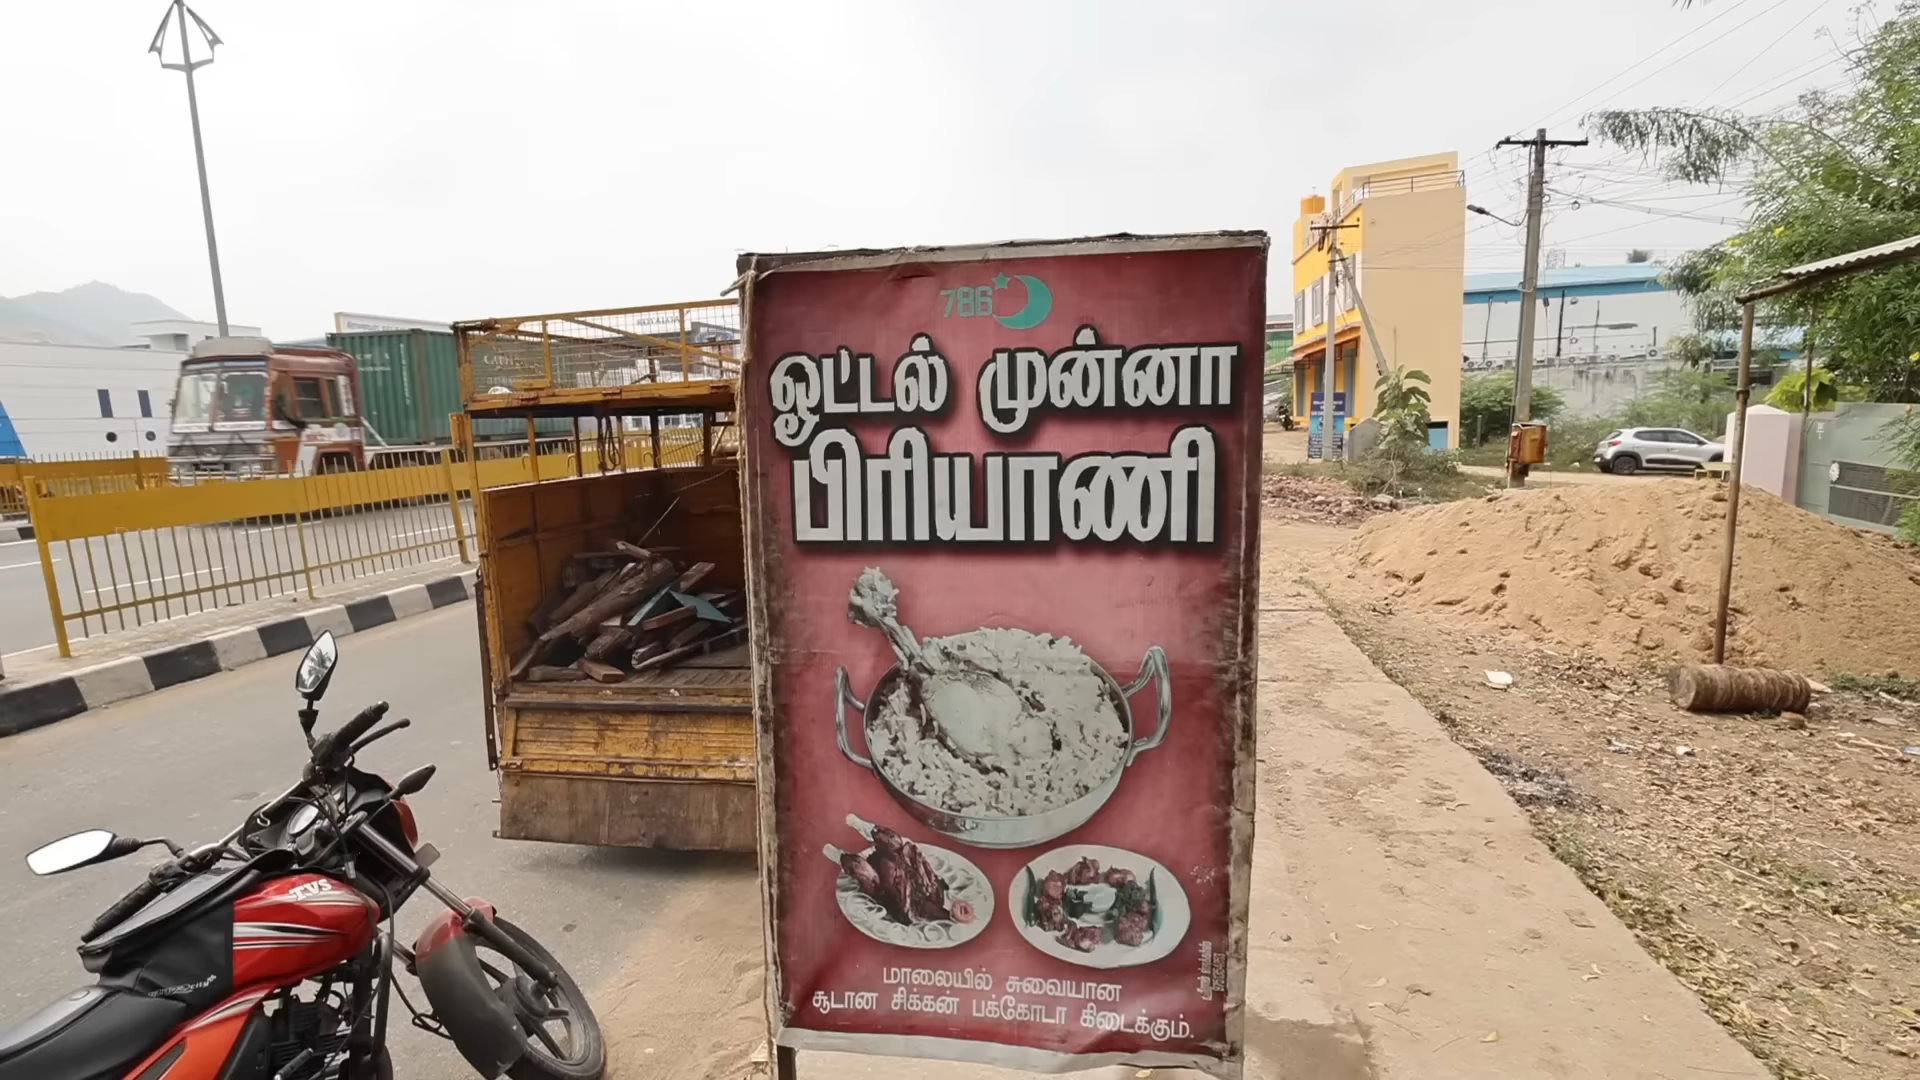 786
ஓட்டல் முன்னா
பிரியாணி
மாலையில் சுவையான
சூடான சிக்கன் பக்கோடா கிடைக்கும்.
TVS